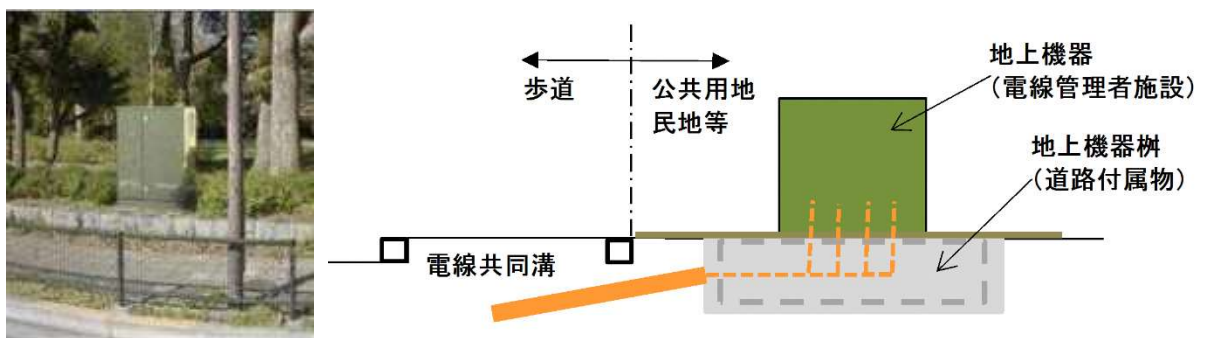 歩道
公共用地
民地等
地上機器
(電線管理者施設)
地上機器桝
(道路付属物)
電線共同溝